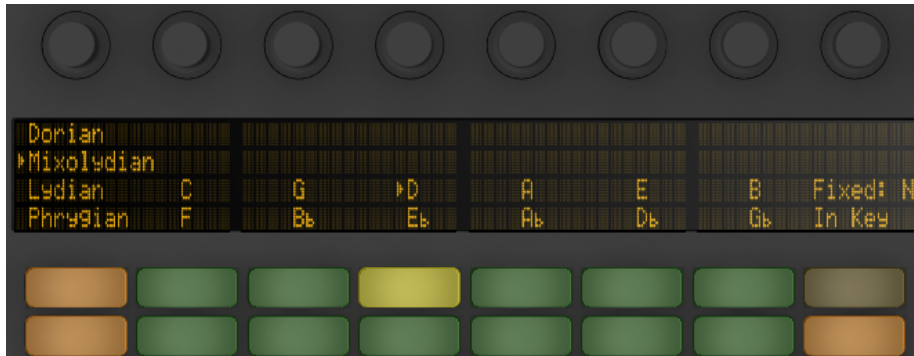 Dorian
▸Mixolydian
Lydian C G ▸D A E B Fixed: N
Phrygian F B♭ E♭ A♭ D♭ G♭ In Key